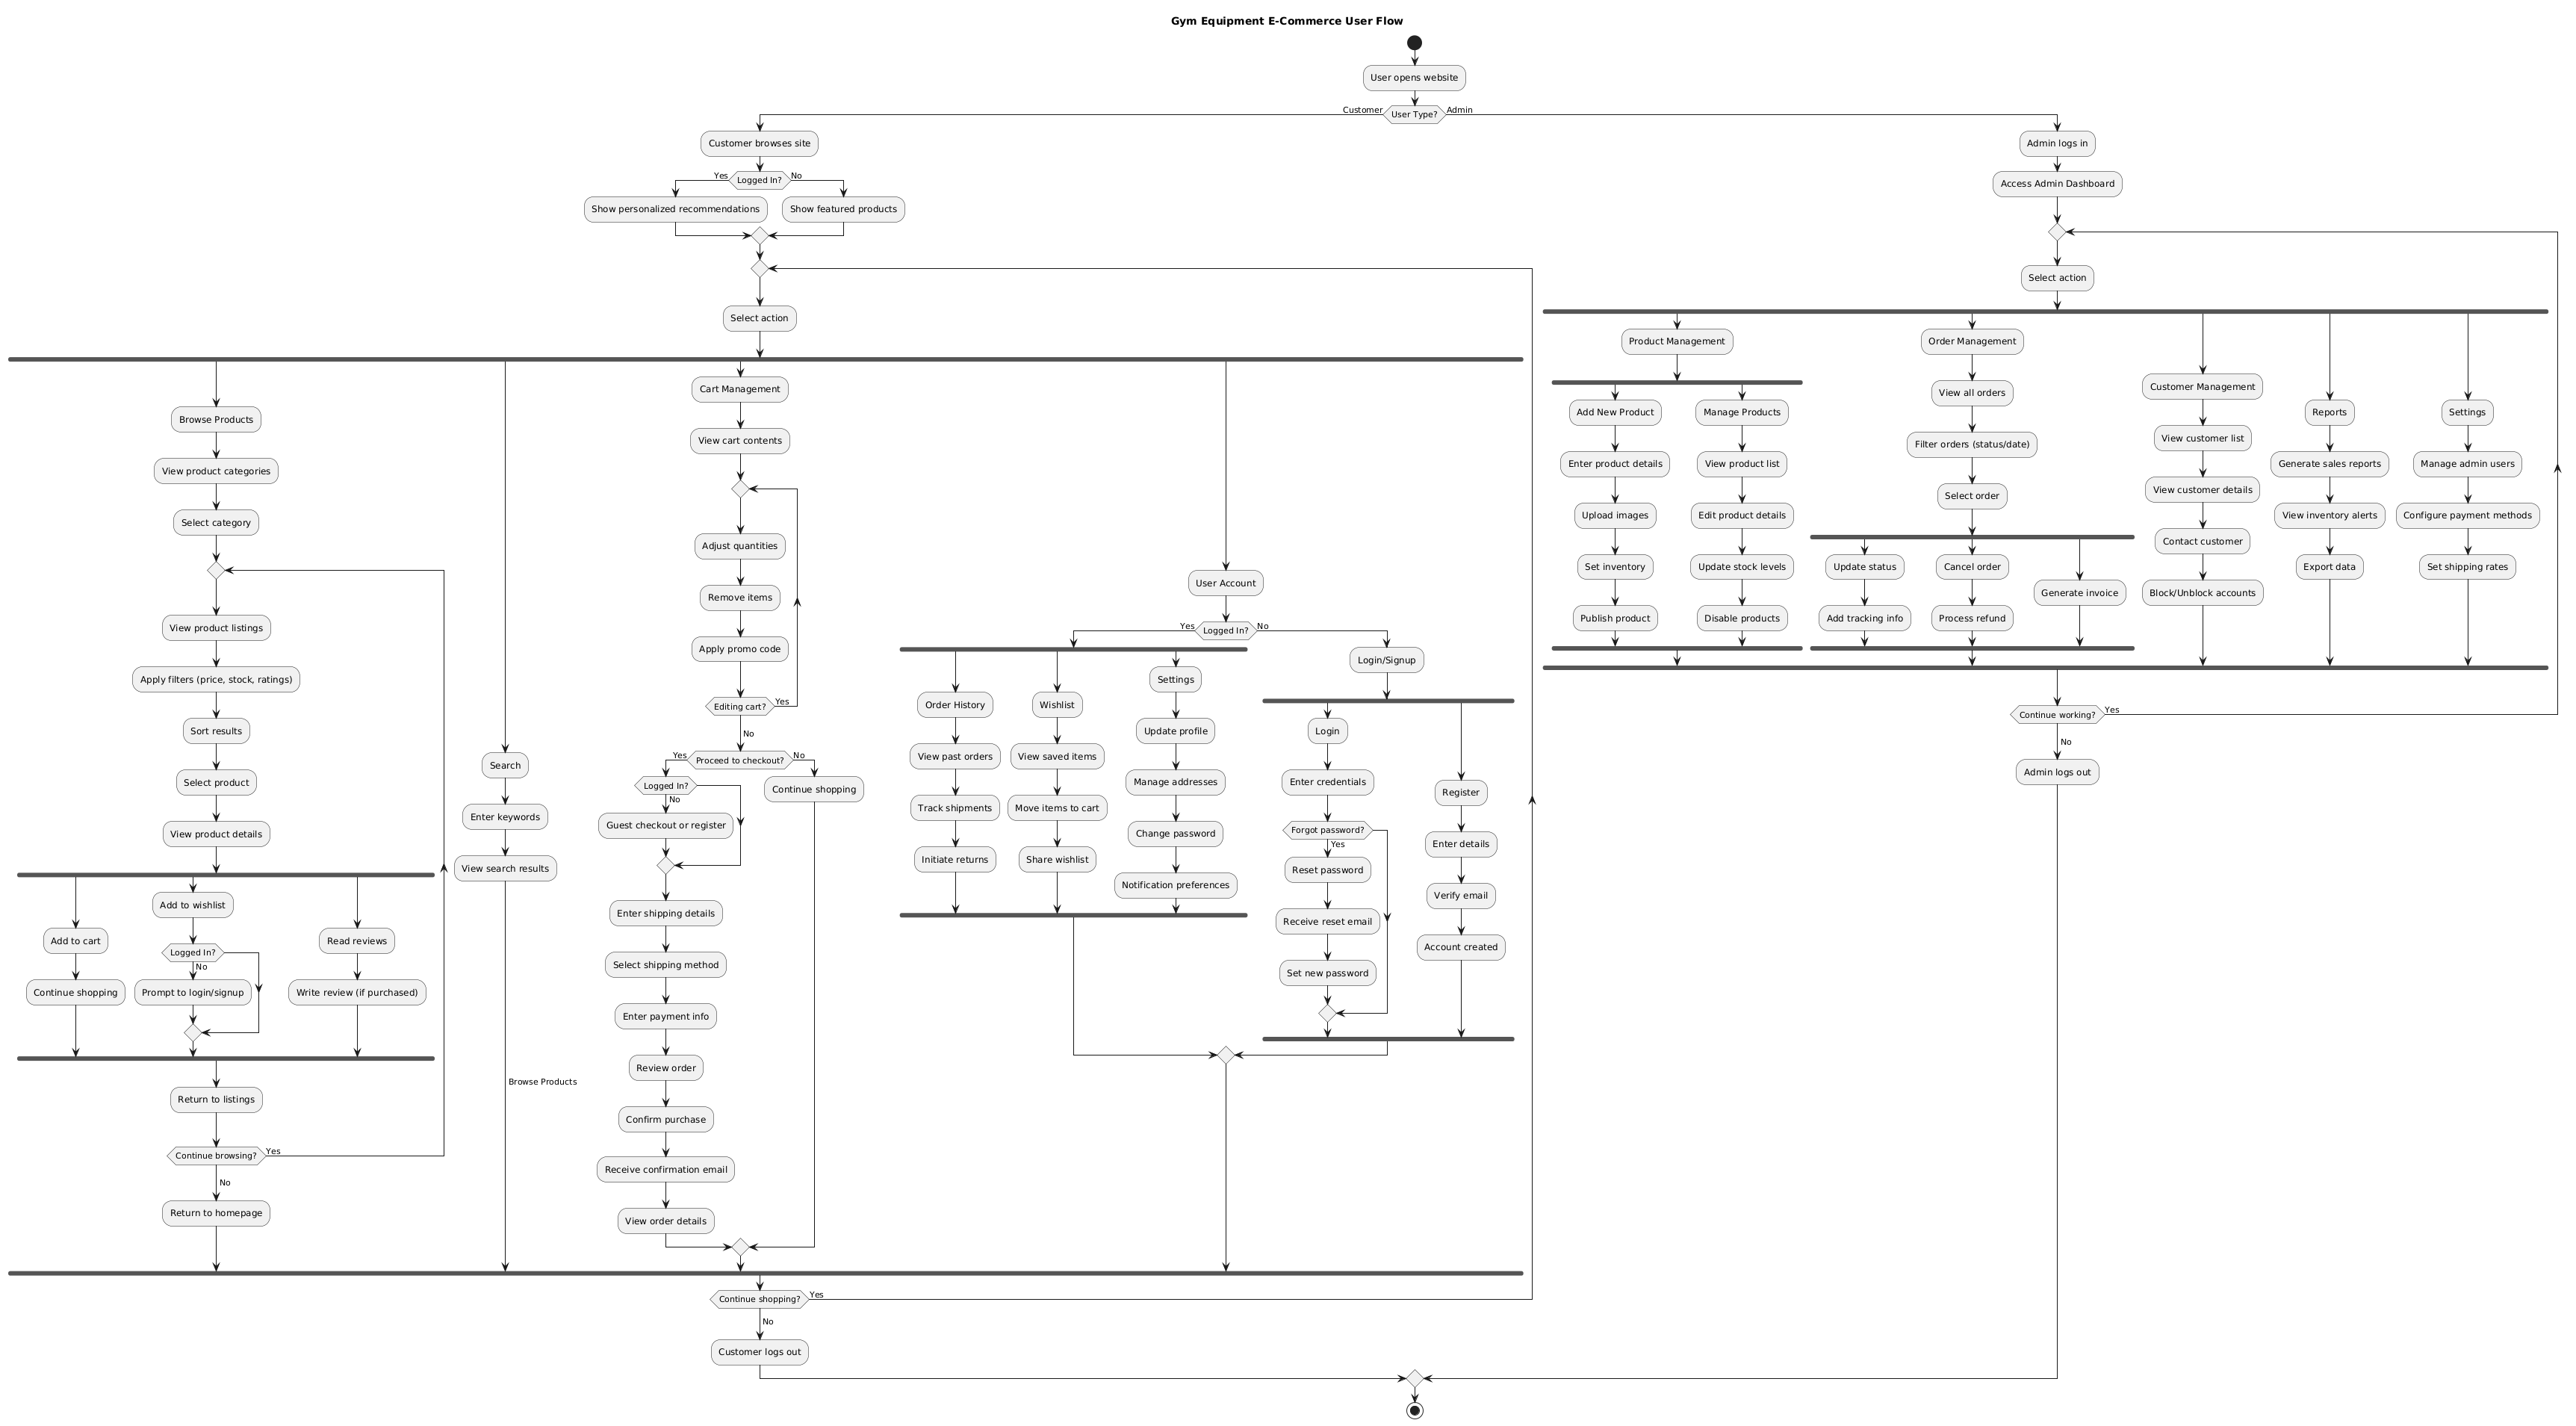 Gym Equipment E-Commerce User Flow
User opens website
User Type?
Customer
Admin
Customer browses site
Logged In?
Yes
No
Show personalized recommendations
Show featured products
Select action
Browse Products
View product categories
Select category
View product listings
Apply filters (price, stock, ratings)
Sort results
Select product
View product details
Add to cart
Continue shopping
Add to wishlist
Logged In?
No
Prompt to login/signup
Read reviews
Write review (if purchased)
Return to listings
Continue browsing?
Yes
No
Return to homepage
Search
Enter keywords
View search results
Browse Products
Cart Management
View cart contents
Adjust quantities
Remove items
Apply promo code
Editing cart?
Yes
No
Proceed to checkout?
Yes
No
Logged In?
No
Guest checkout or register
Enter shipping details
Select shipping method
Enter payment info
Review order
Confirm purchase
Receive confirmation email
View order details
Continue shopping
User Account
Logged In?
Yes
No
Order History
View past orders
Track shipments
Initiate returns
Wishlist
View saved items
Move items to cart
Share wishlist
Settings
Update profile
Manage addresses
Change password
Notification preferences
Login/Signup
Login
Enter credentials
Forgot password?
Yes
Reset password
Receive reset email
Set new password
Register
Enter details
Verify email
Account created
Continue shopping?
Yes
No
Customer logs out
Admin logs in
Access Admin Dashboard
Select action
Product Management
Add New Product
Enter product details
Upload images
Set inventory
Publish product
Manage Products
View product list
Edit product details
Update stock levels
Disable products
Order Management
View all orders
Filter orders (status/date)
Select order
Update status
Add tracking info
Cancel order
Process refund
Generate invoice
Customer Management
View customer list
View customer details
Contact customer
Block/Unblock accounts
Reports
Generate sales reports
View inventory alerts
Export data
Settings
Manage admin users
Configure payment methods
Set shipping rates
Continue working?
Yes
No
Admin logs out